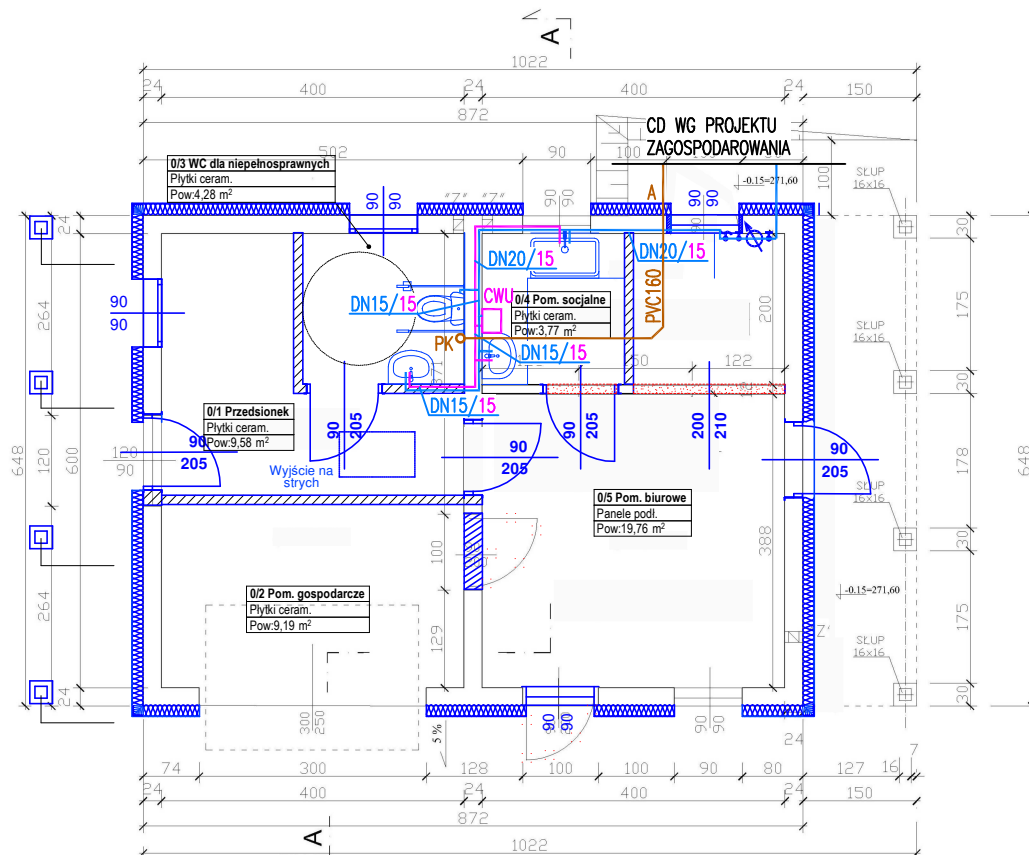 A
1022
24
400
24
400
24
150
872
502
90
100
100
80
CD WG PROJEKTU
ZAGOSPODAROWANIA
0/3 WC dla niepełnosprawnych
Płytki ceram.
Pow:4,28 m²
"Z"
"Z"
90
90
90
90
A
90
90
-0.15=271,60
100
SŁUP
16x16
24
30
DN20/15
DN20/15
90
90
264
DN15/15
CWU
0/4 Pom. socjalne
Płytki ceram.
Pow:3,77 m²
PVC160
200
175
PK
DN15/15
50
122
SŁUP
16x16
30
371
DN15/15
0/1 Przedsionek
Płytki ceram.
Pow:9,58 m²
90
205
90
205
200
210
648
600
120
120
90
90
205
Wyjście na
strych
90
205
90
205
178
648
0/5 Pom. biurowe
Panele podł.
Pow:19,76 m²
SŁUP
16x16
30
100
388
264
0/2 Pom. gospodarcze
Płytki ceram.
Pow:9,19 m²
-0.15=271,60
175
129
SŁUP
16x16
24
30
300
250
5 %
90
90
90
90
24
7
74
300
128
100
100
90
80
127
16
24
400
24
400
24
150
872
A
1022